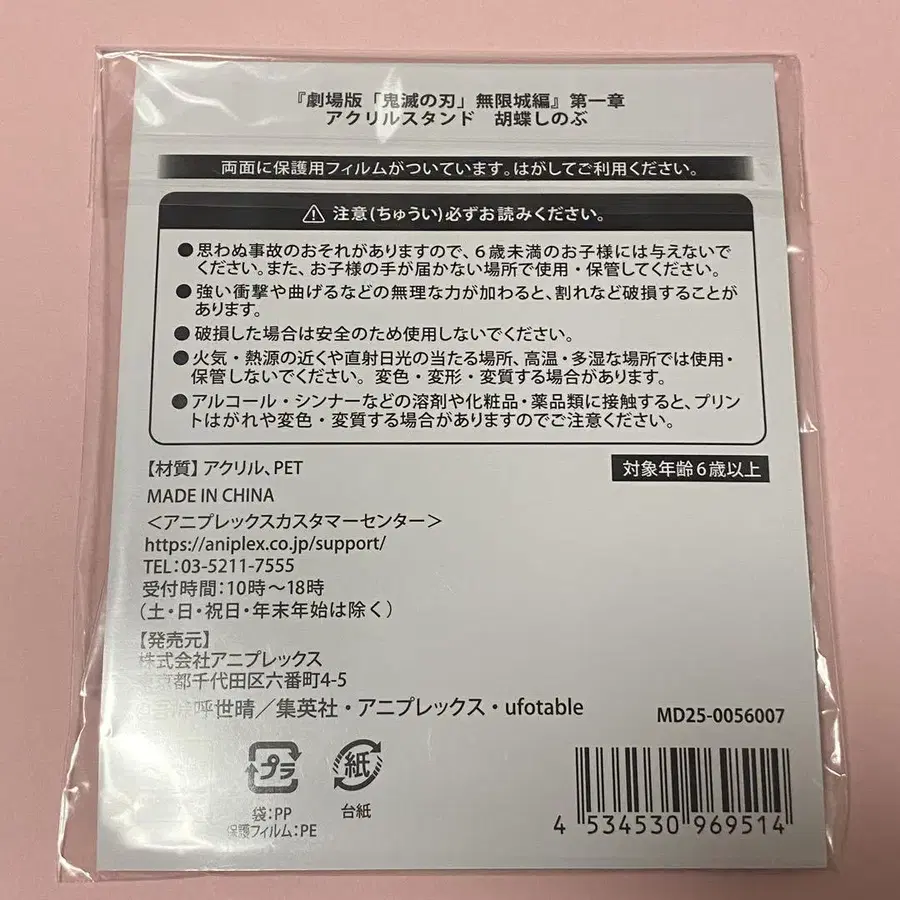 『劇場版「鬼滅の刃」無限城編』第一章
アクリルスタンド　胡蝶しのぶ
両面に保護用フィルムがついています。はがしてご利用ください。
注意(ちゅうい)必ずお読みください。
●思わぬ事故のおそれがありますので、6歳未満のお子様には与えないで
ください。また、お子様の手が届かない場所で使用・保管してください。
●強い衝撃や曲げるなどの無理な力が加わると、割れなど破損することが
あります。
●破損した場合は安全のため使用しないでください。
●火気・熱源の近くや直射日光の当たる場所、高温・多湿な場所では使用・
保管しないでください。変色・変形・変質する場合があります。
●アルコール・シンナーなどの溶剤や化粧品・薬品類に接触すると、プリン
トはがれや変色・変質する場合がありますのでご注意ください。
【材質】アクリル、PET
対象年齢6歳以上
MADE IN CHINA
＜アニプレックスカスタマーセンター＞
https://aniplex.co.jp/support/
TEL:03-5211-7555
受付時間:10時～18時
(土・日・祝日・年末年始は除く)
【発売元】
株式会社アニプレックス
東京都千代田区六番町4-5
呼世晴／集英社・アニプレックス・ufotable
MD25-0056007
プラ
紙
袋:PP
保護フィルム:PE
台紙
4 534530 969514